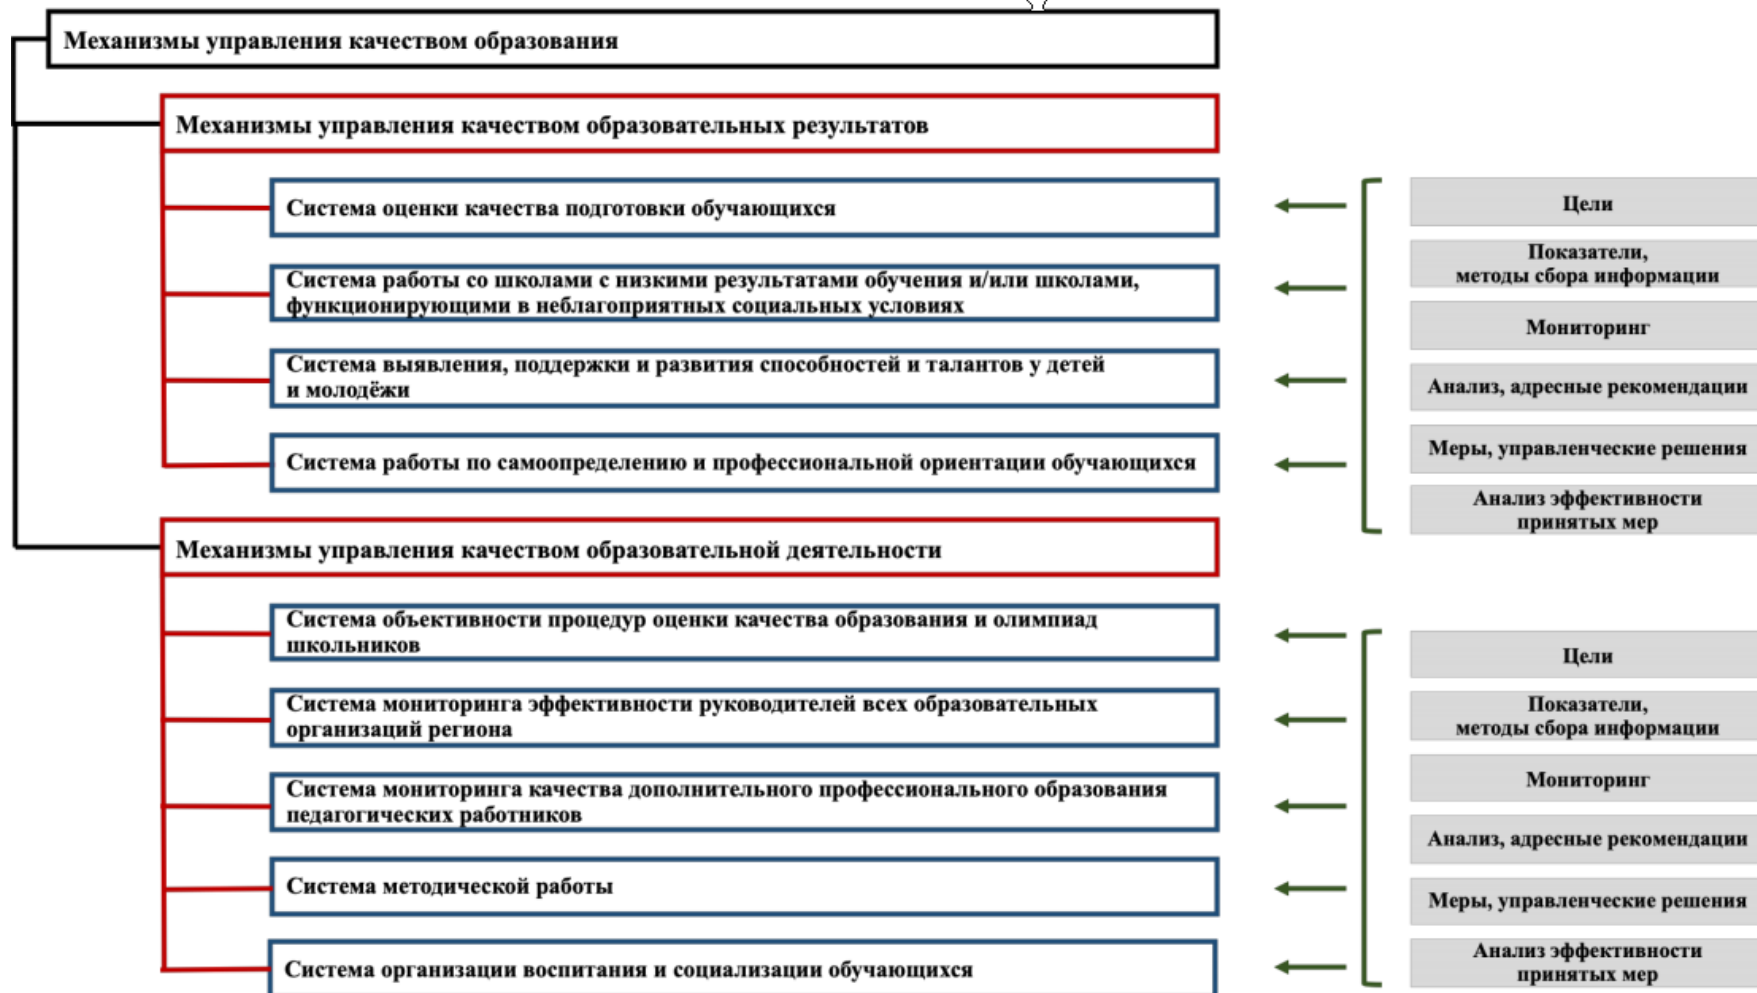 Механизмы управления качеством образования
Механизмы управления качеством образовательных результатов
Система оценки качества подготовки обучающихся
Система работы со школами с низкими результатами обучения и/или школами,
функционирующими в неблагоприятных социальных условиях
Система выявления, поддержки и развития способностей и талантов у детей
и молодёжи
Система работы по самоопределению и профессиональной ориентации обучающихся
Цели
Показатели,
методы сбора информации
Мониторинг
Анализ, адресные рекомендации
Меры, управленческие решения
Анализ эффективности
принятых мер
Механизмы управления качеством образовательной деятельности
Система объективности процедур оценки качества образования и олимпиад
школьников
Система мониторинга эффективности руководителей всех образовательных
организаций региона
Система мониторинга качества дополнительного профессионального образования
педагогических работников
Система методической работы
Система организации воспитания и социализации обучающихся
Цели
Показатели,
методы сбора информации
Мониторинг
Анализ, адресные рекомендации
Меры, управленческие решения
Анализ эффективности
принятых мер